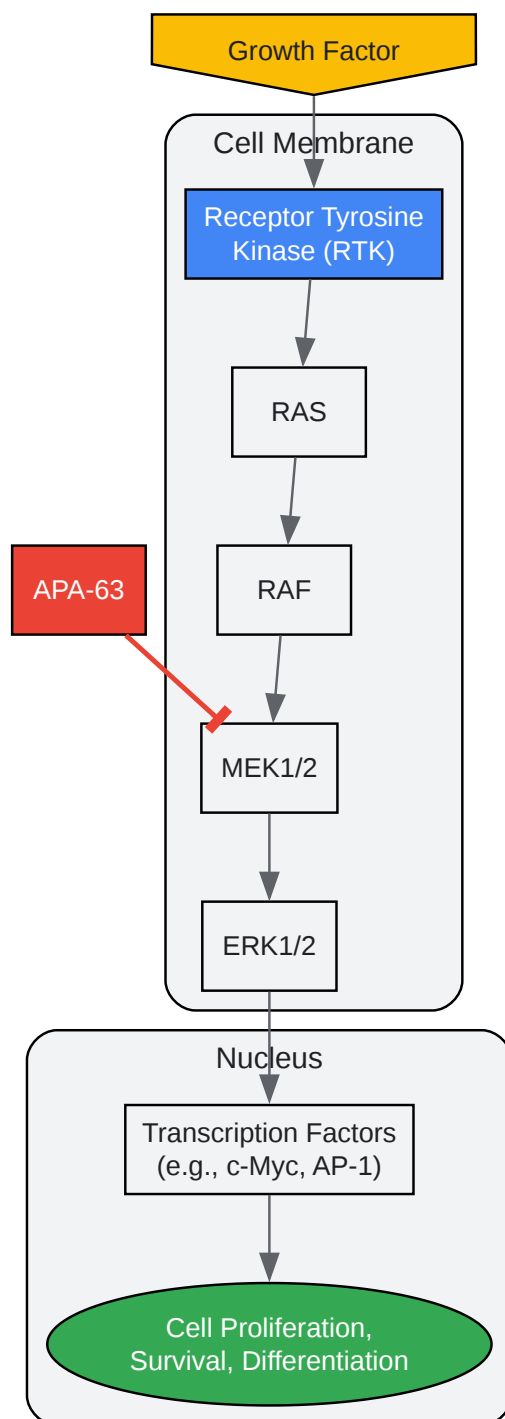 Growth Factor
Cell Membrane
Receptor Tyrosine
Kinase (RTK)
RAS
APA-63
RAF
MEK1/2
ERK1/2
Nucleus
Transcription Factors
(e.g., c-Myc, AP-1)
Cell Proliferation,
Survival, Differentiation